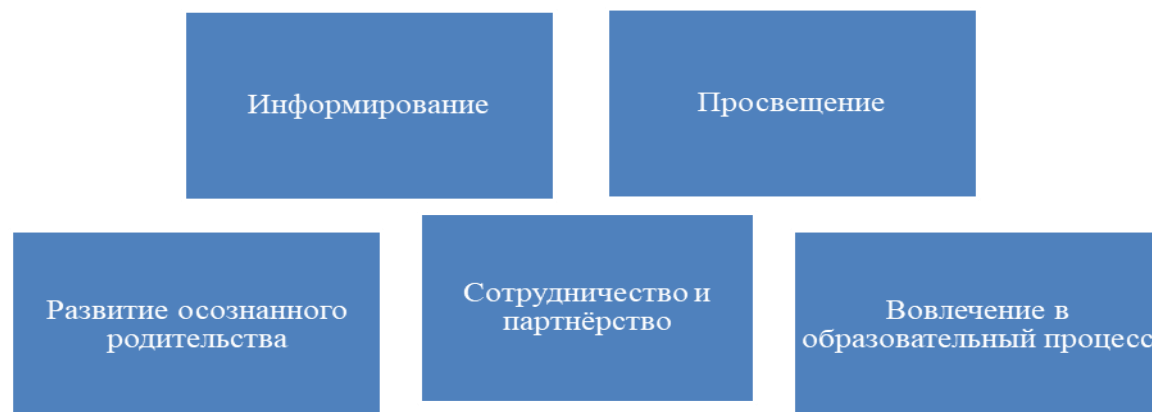 Информирование
Просвещение
Развитие осознанного
родительства
Сотрудничество и
партнёрство
Вовлечение в
образовательный процесс